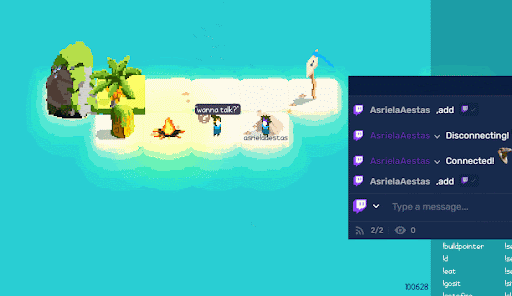 wanna talk?
asrielaaestas
AsrielaAestas ,add
AsrielaAestas Disconnecting!
AsrielaAestas Connected!
AsrielaAestas ,add
Type a message...
2/2 0
!buildpointer
!d
!eat
!gosit
100628